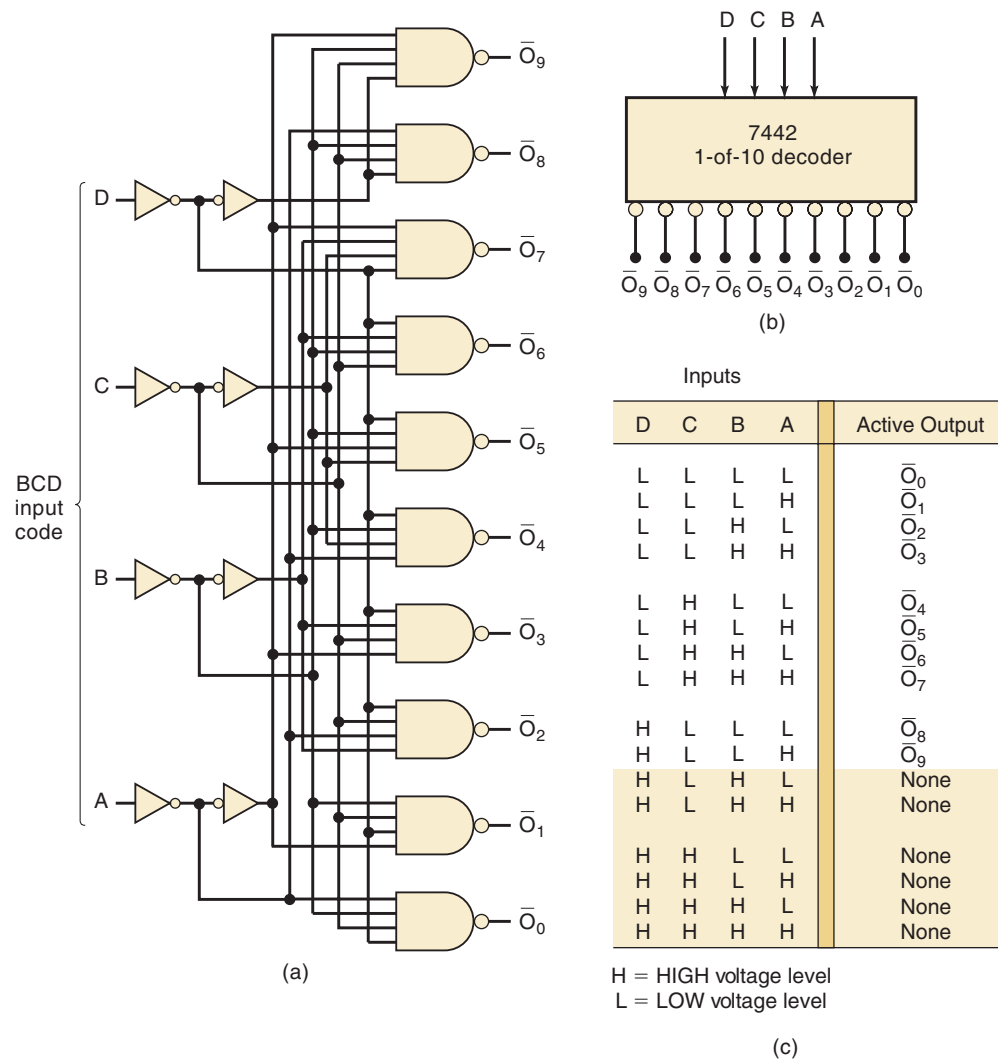 D
C
BCD
input
code
B
A
O̅9
O̅8
O̅7
O̅6
O̅5
O̅4
O̅3
O̅2
O̅1
O̅0
(a)
D C B A
7442
1-of-10 decoder
O̅9 O̅8 O̅7 O̅6 O̅5 O̅4 O̅3 O̅2 O̅1 O̅0
(b)
Inputs
D C B A Active Output
L L L L O̅0
L L L H O̅1
L L H L O̅2
L L H H O̅3
L H L L O̅4
L H L H O̅5
L H H L O̅6
L H H H O̅7
H L L L O̅8
H L L H O̅9
H L H L None
H L H H None
H H L L None
H H L H None
H H H L None
H H H H None
H = HIGH voltage level
L = LOW voltage level
(c)